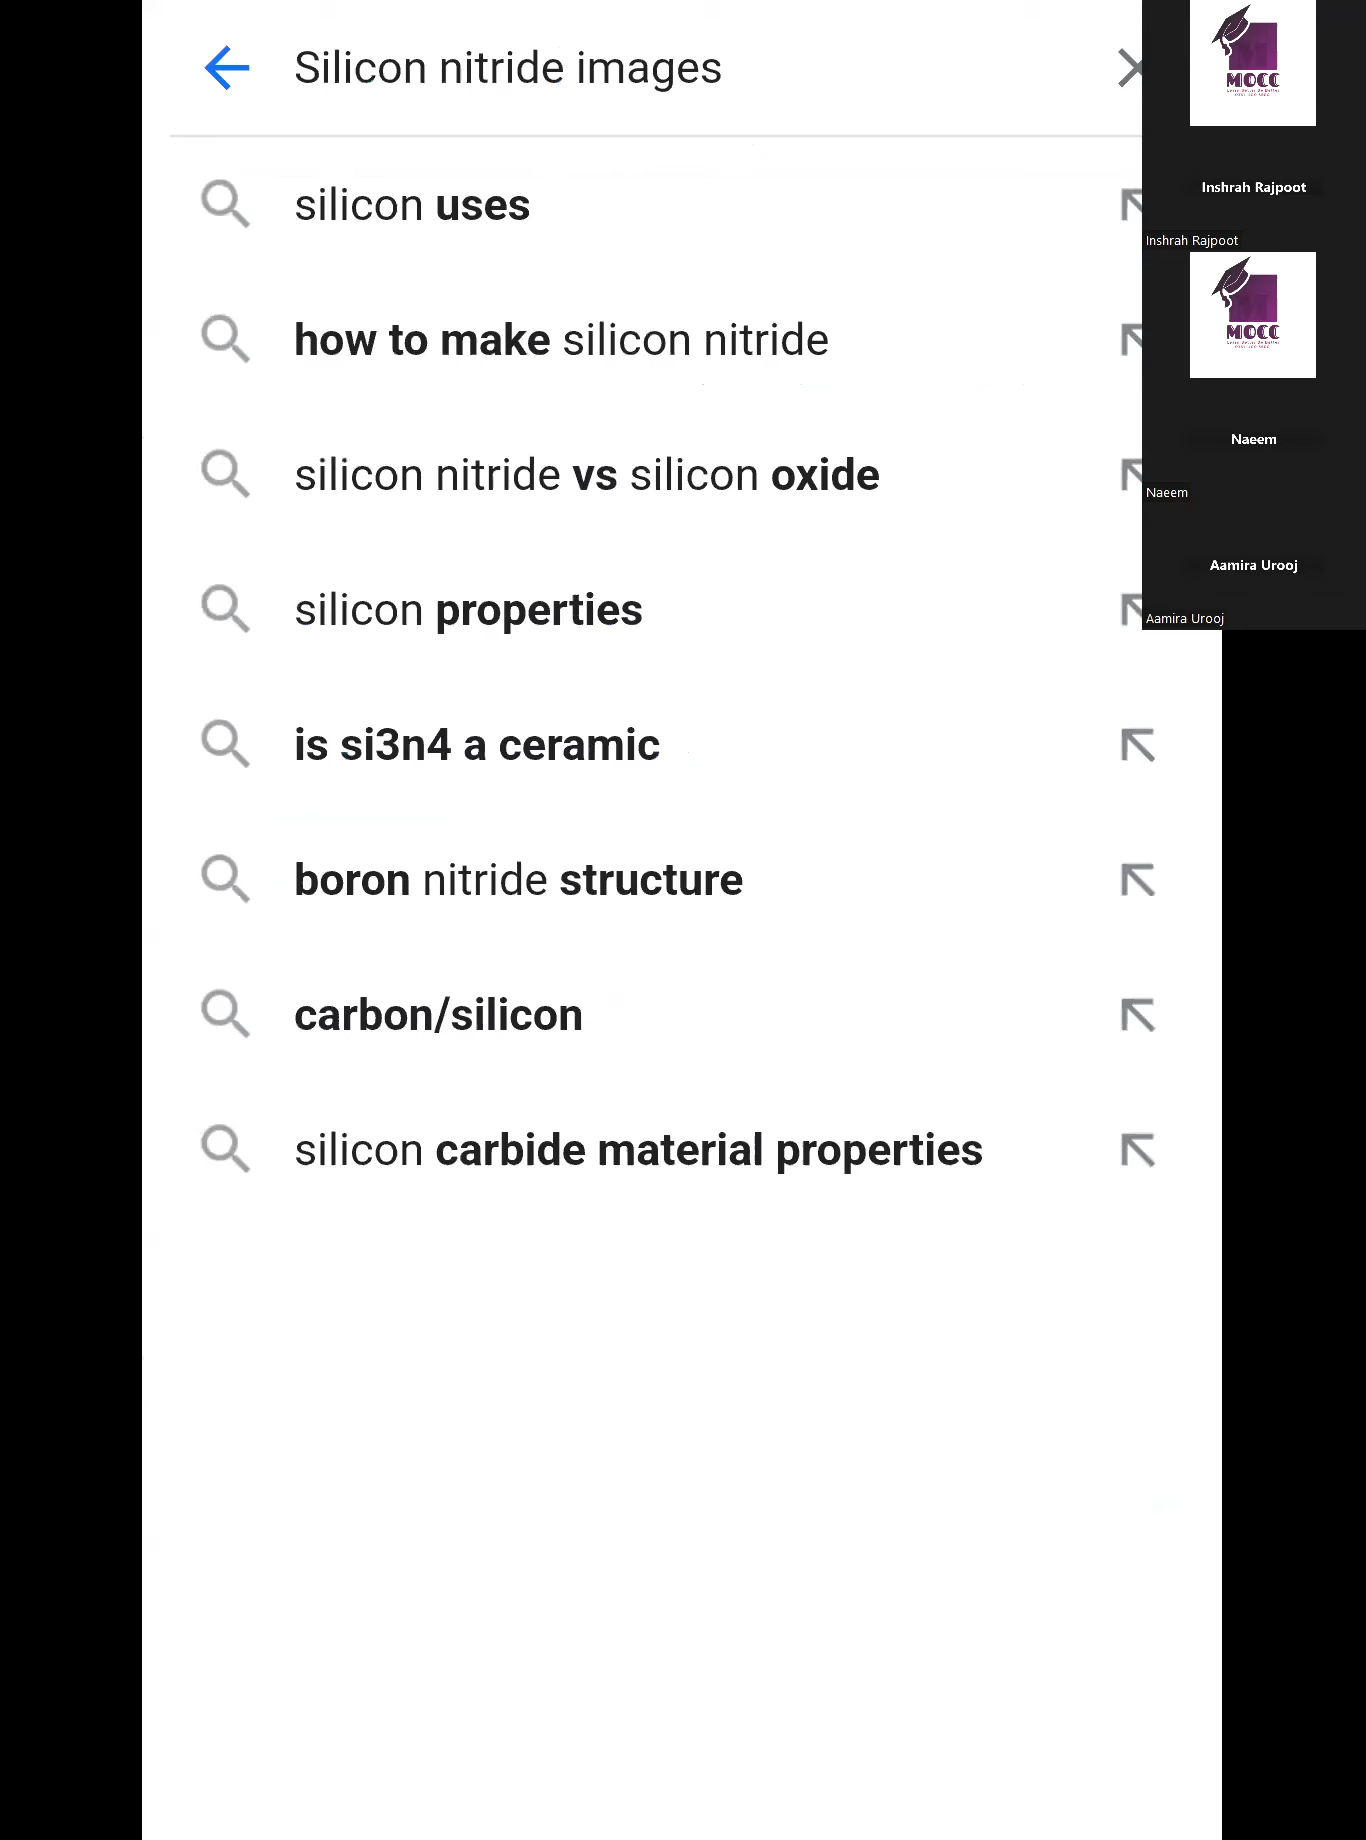 Silicon nitride images
silicon uses
how to make silicon nitride
silicon nitride vs silicon oxide
silicon properties
is si3n4 a ceramic
boron nitride structure
carbon/silicon
silicon carbide material properties
MOCC
Inshrah Rajpoot
Inshrah Rajpoot
MOCC
Naeem
Naeem
Aamira Urooj
Aamira Urooj